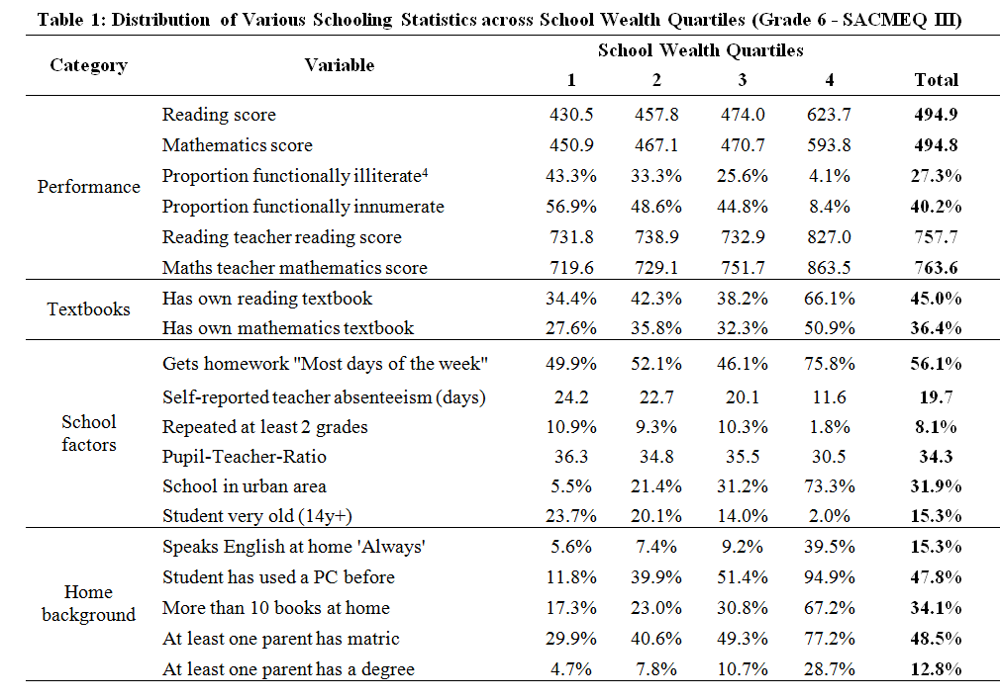 Table 1: Distribution of Various Schooling Statistics across School Wealth Quartiles (Grade 6 - SACMEQ III)
Category Variable School Wealth Quartiles
1 2 3 4 Total
Performance
Reading score 430.5 457.8 474.0 623.7 494.9
Mathematics score 450.9 467.1 470.7 593.8 494.8
Proportion functionally illiterate⁴ 43.3% 33.3% 25.6% 4.1% 27.3%
Proportion functionally innumerate 56.9% 48.6% 44.8% 8.4% 40.2%
Reading teacher reading score 731.8 738.9 732.9 827.0 757.7
Maths teacher mathematics score 719.6 729.1 751.7 863.5 763.6
Textbooks
Has own reading textbook 34.4% 42.3% 38.2% 66.1% 45.0%
Has own mathematics textbook 27.6% 35.8% 32.3% 50.9% 36.4%
School
factors
Gets homework "Most days of the week" 49.9% 52.1% 46.1% 75.8% 56.1%
Self-reported teacher absenteeism (days) 24.2 22.7 20.1 11.6 19.7
Repeated at least 2 grades 10.9% 9.3% 10.3% 1.8% 8.1%
Pupil-Teacher-Ratio 36.3 34.8 35.5 30.5 34.3
School in urban area 5.5% 21.4% 31.2% 73.3% 31.9%
Student very old (14y+) 23.7% 20.1% 14.0% 2.0% 15.3%
Home
background
Speaks English at home 'Always' 5.6% 7.4% 9.2% 39.5% 15.3%
Student has used a PC before 11.8% 39.9% 51.4% 94.9% 47.8%
More than 10 books at home 17.3% 23.0% 30.8% 67.2% 34.1%
At least one parent has matric 29.9% 40.6% 49.3% 77.2% 48.5%
At least one parent has a degree 4.7% 7.8% 10.7% 28.7% 12.8%